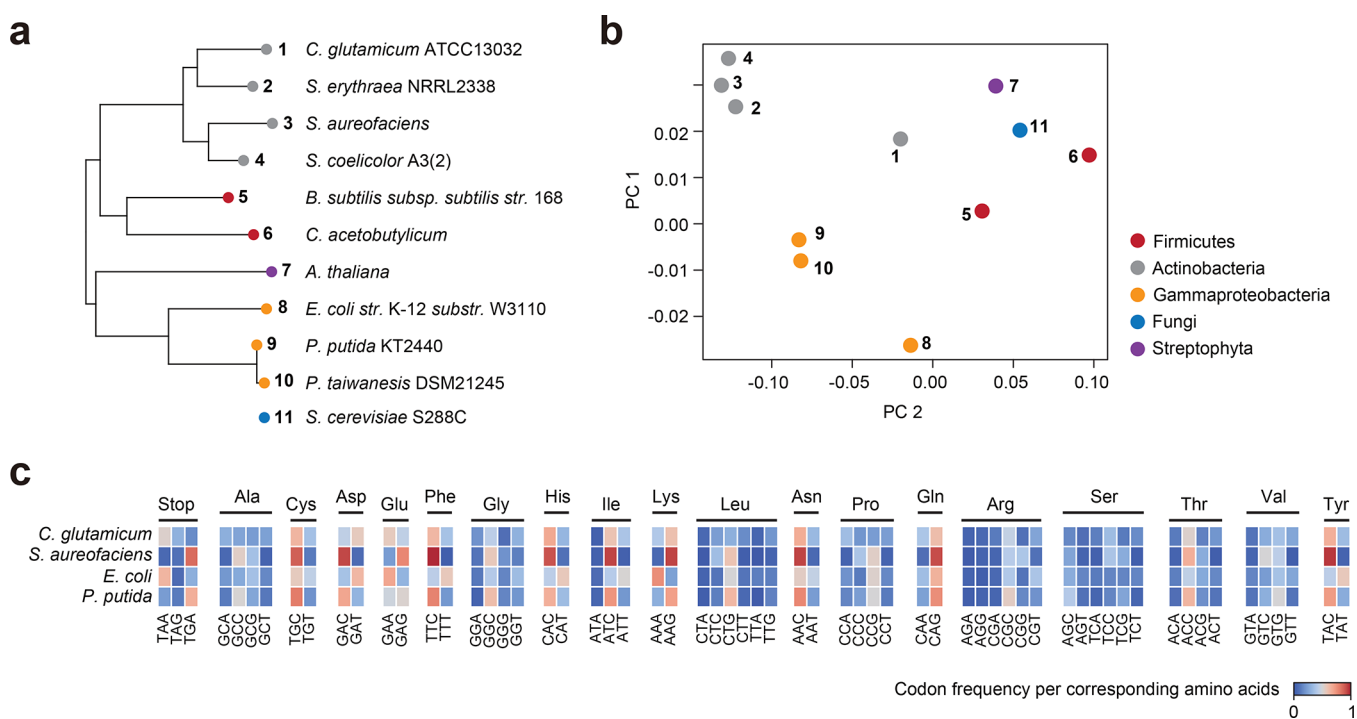 a
1 C. glutamicum ATCC13032
2 S. erythraea NRRL2338
3 S. aureofaciens
4 S. coelicolor A3(2)
5 B. subtilis subsp. subtilis str. 168
6 C. acetobutylicum
7 A. thaliana
8 E. coli str. K-12 substr. W3110
9 P. putida KT2440
10 P. taiwanesis DSM21245
11 S. cerevisiae S288C
b
4
3
2
1
7
11
6
5
9
10
8
0.02
0.01
0.00
-0.01
-0.02
PC 1
-0.10 -0.05 0.00 0.05 0.10
PC 2
Firmicutes
Actinobacteria
Gammaproteobacteria
Fungi
Streptophyta
c
Stop Ala Cys Asp Glu Phe Gly His Ile Lys Leu Asn Pro Gln Arg Ser Thr Val Tyr
C. glutamicum
S. aureofaciens
E. coli
P. putida
TAA TAG TGA GCA GCC GCG GCT TGC TGT GAC GAT GAA GAG TTC TTT GGA GGC GGG GGT CAC CAT ATA ATC ATT AAA AAG CTA CTC CTG CTT TTA TTG AAC AAT CCA CCC CCG CCT CAA CAG AGA AGG CGA CGC CGG CGT AGC AGT TCA TCC TCG TCT ACA ACC ACG ACT GTA GTC GTG GTT TAC TAT
Codon frequency per corresponding amino acids
0 1